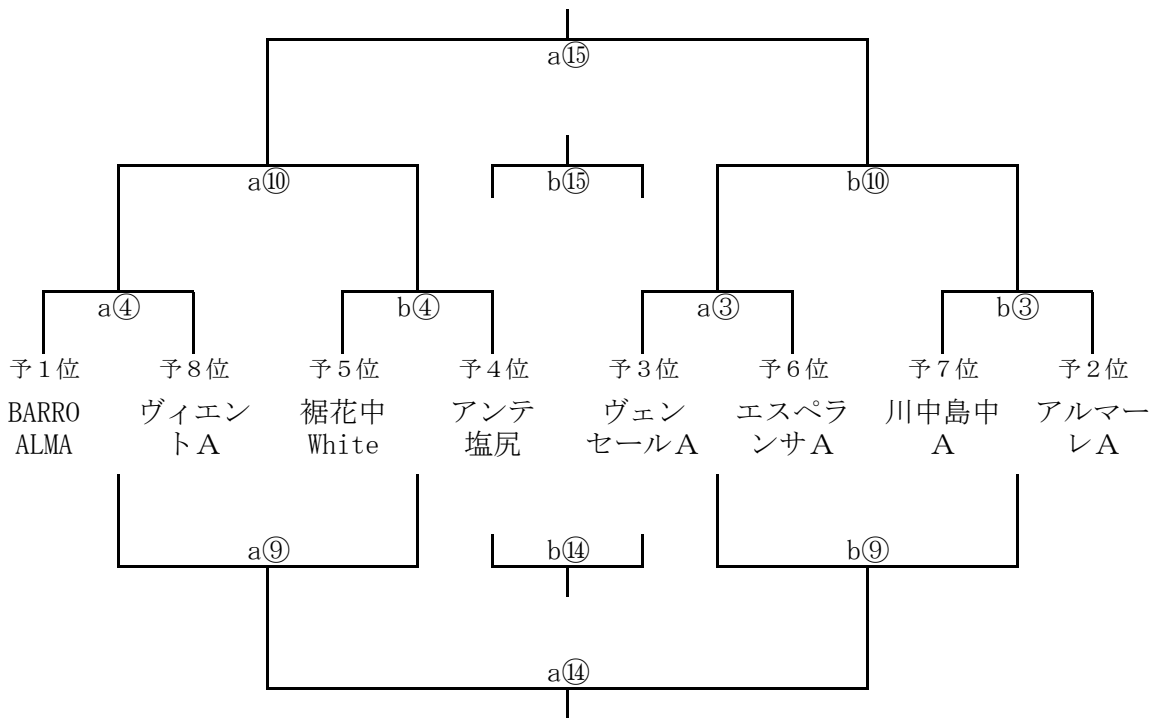 a⑮
a⑩ b⑮ b⑩
a④ b④ a③ b③
予1位 予8位 予5位 予4位 予3位 予6位 予7位 予2位
BARRO ヴィエン 裾花中 アンテ ヴェン エスペラ 川中島中 アルマー
ALMA トA White 塩尻 セールA ンサA A レA
a⑨ b⑭ b⑨
a⑭